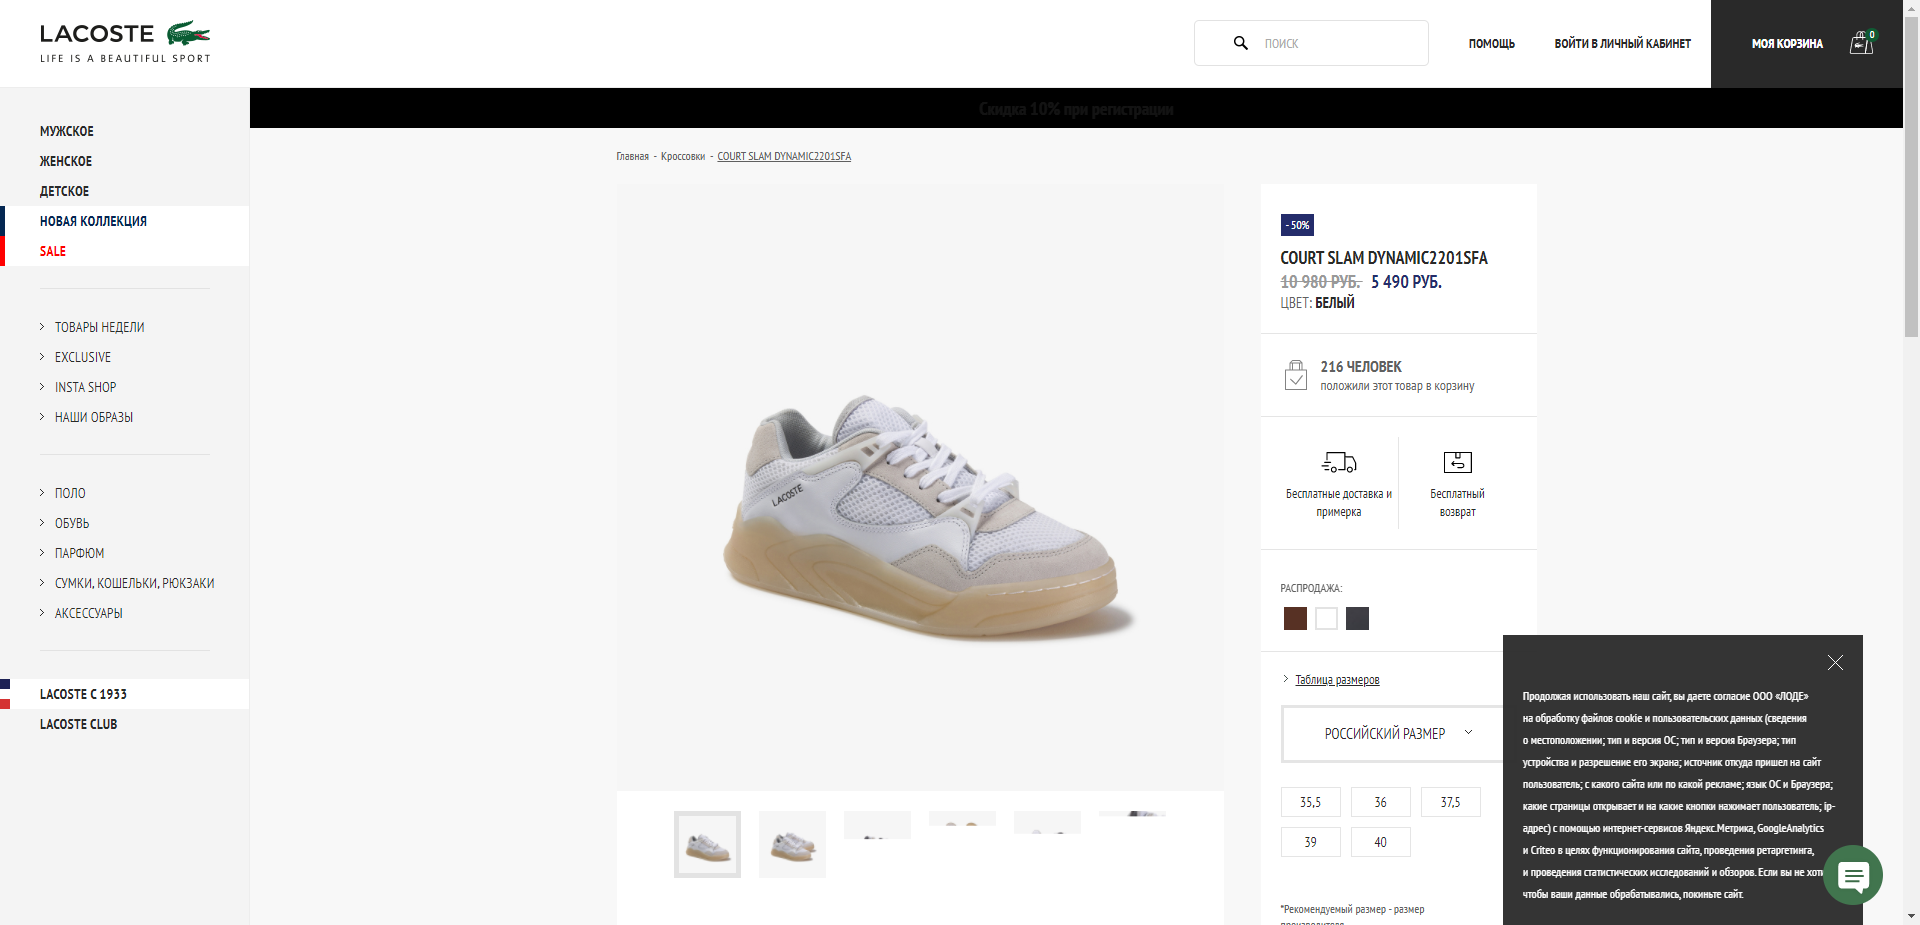 LACOSTE
LIFE IS A BEAUTIFUL SPORT
ПОИСК
ПОМОЩЬ
ВОЙТИ В ЛИЧНЫЙ КАБИНЕТ
МОЯ КОРЗИНА
0
Скидка 10% при регистрации
МУЖСКОЕ
ЖЕНСКОЕ
ДЕТСКОЕ
НОВАЯ КОЛЛЕКЦИЯ
SALE
ТОВАРЫ НЕДЕЛИ
EXCLUSIVE
INSTA SHOP
НАШИ ОБРАЗЫ
ПОЛО
ОБУВЬ
ПАРФЮМ
СУМКИ, КОШЕЛЬКИ, РЮКЗАКИ
АКСЕССУАРЫ
LACOSTE С 1933
LACOSTE CLUB
Главная - Кроссовки - COURT SLAM DYNAMIC2201SFA
LACOSTE
- 50%
COURT SLAM DYNAMIC2201SFA
10 980 РУБ. 5 490 РУБ.
ЦВЕТ: БЕЛЫЙ
216 ЧЕЛОВЕК
положили этот товар в корзину
Бесплатные доставка и
примерка
Бесплатный
возврат
РАСПРОДАЖА:
Таблица размеров
РОССИЙСКИЙ РАЗМЕР
35,5 36 37,5
39 40
*Рекомендуемый размер - размер
производителя
Продолжая использовать наш сайт, вы даете согласие ООО «ЛОДЕ»
на обработку файлов cookie и пользовательских данных (сведения
о местоположении; тип и версия ОС; тип и версия Браузера; тип
устройства и разрешение его экрана; источник откуда пришел на сайт
пользователь; с какого сайта или по какой рекламе; язык ОС и Браузера;
какие страницы открывает и на какие кнопки нажимает пользователь; ip-
адрес) с помощью интернет-сервисов Яндекс.Метрика, GoogleAnalytics
и Criteo в целях функционирования сайта, проведения ретаргетинга,
и проведения статистических исследований и обзоров. Если вы не хоти
чтобы ваши данные обрабатывались, покиньте сайт.